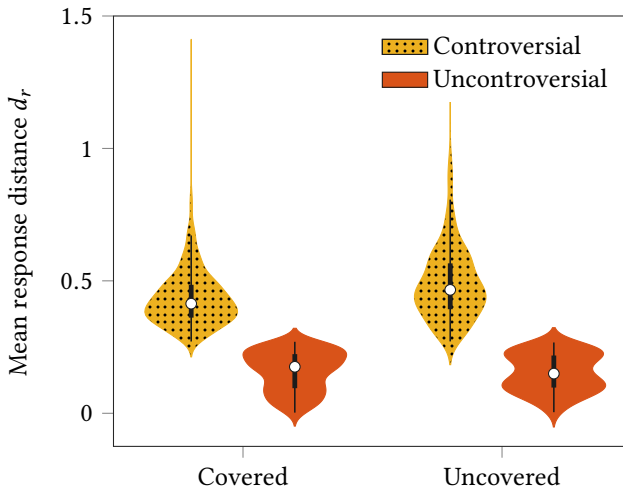 1.5
1
0.5
0
Mean response distance d_r
Controversial
Uncontroversial
Covered
Uncovered